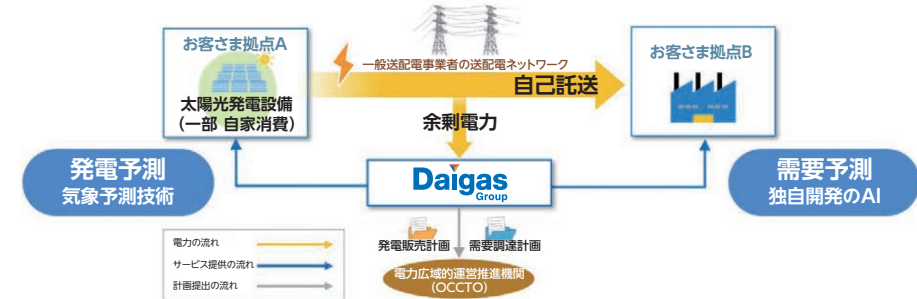 お客さま拠点A
太陽光発電設備
(一部 自家消費)
一般送配電事業者の送配電ネットワーク
自己託送
余剰電力
お客さま拠点B
発電予測
気象予測技術
Daigas
Group
需要予測
独自開発のAI
発電販売計画
需要調達計画
電力広域的運営推進機関
(OCCTO)
電力の流れ
サービス提供の流れ
計画提出の流れ